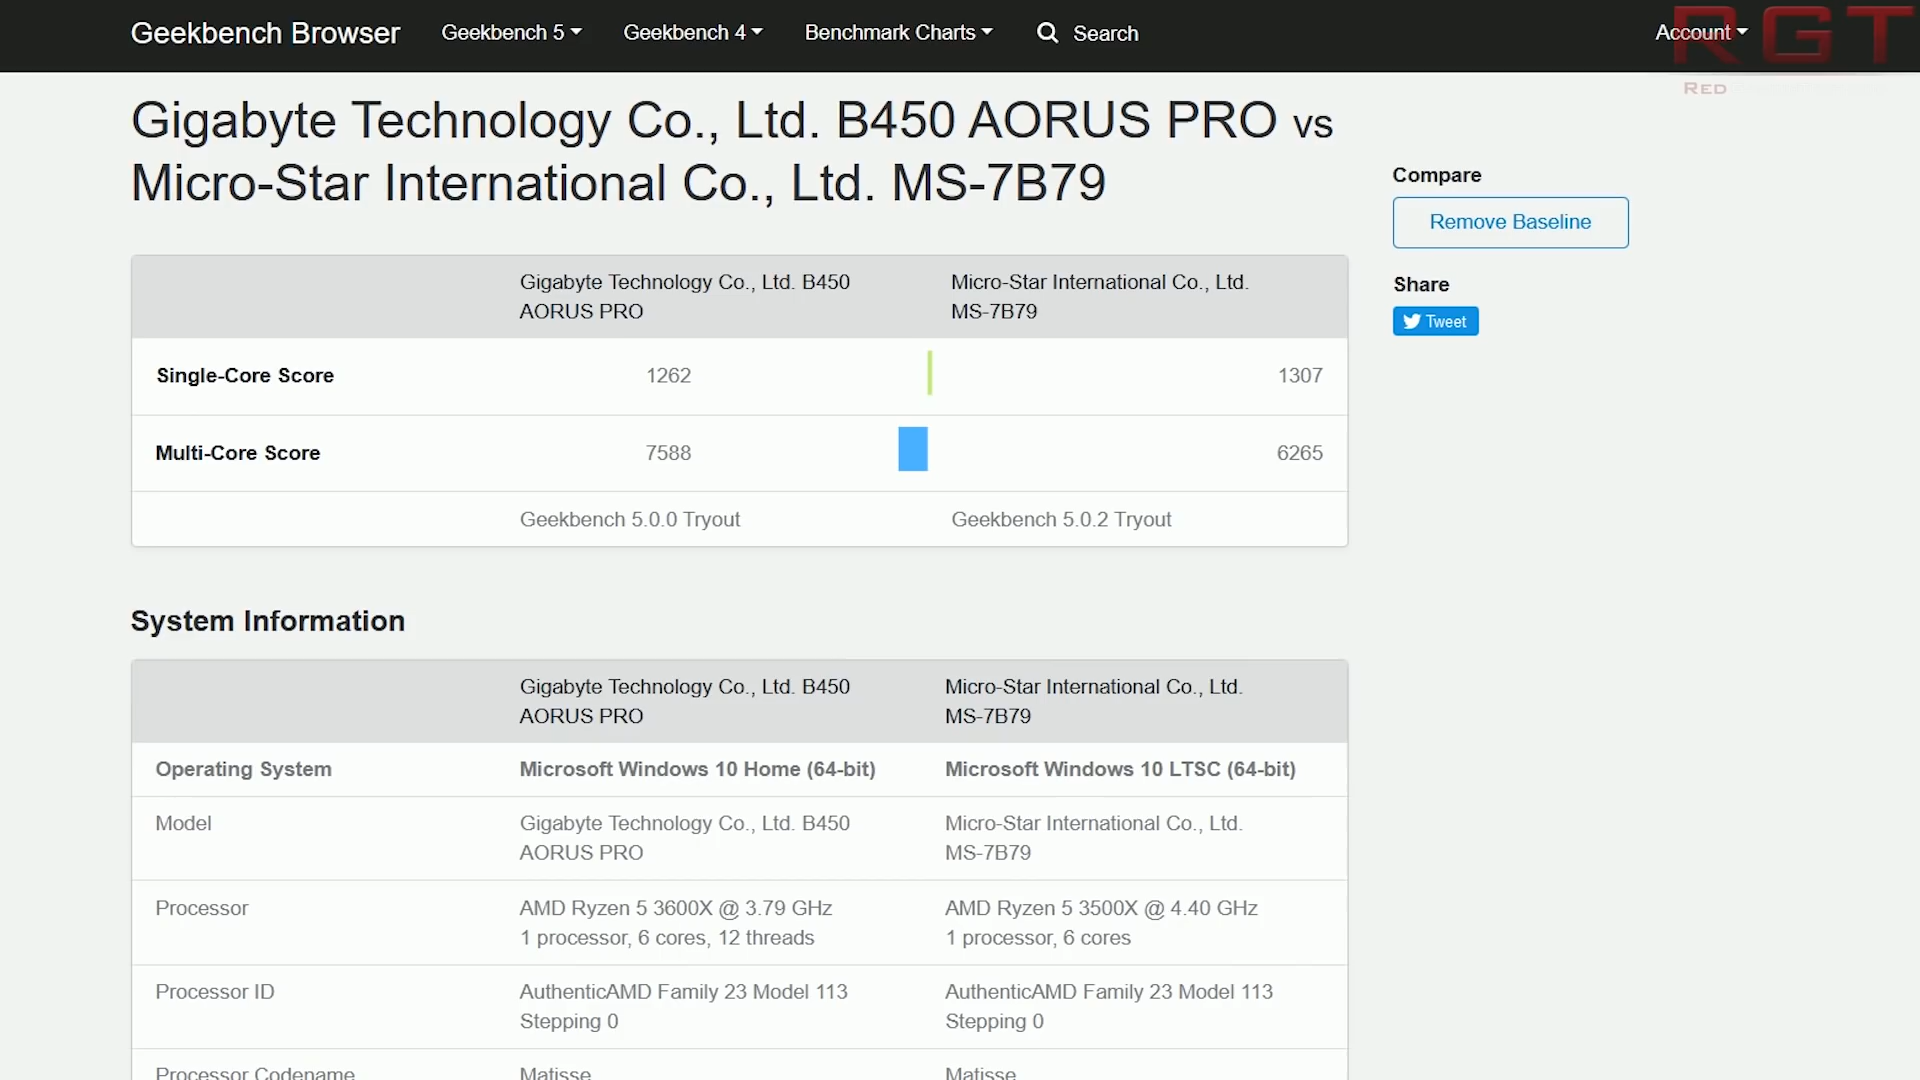 Geekbench Browser Geekbench 5 Geekbench 4 Benchmark Charts Search Account
RGT
RED
Gigabyte Technology Co., Ltd. B450 AORUS PRO vs
Micro-Star International Co., Ltd. MS-7B79
Compare
Remove Baseline
Share
Tweet
Gigabyte Technology Co., Ltd. B450 Micro-Star International Co., Ltd.
AORUS PRO MS-7B79
Single-Core Score 1262 1307
Multi-Core Score 7588 6265
Geekbench 5.0.0 Tryout Geekbench 5.0.2 Tryout
System Information
Gigabyte Technology Co., Ltd. B450 Micro-Star International Co., Ltd.
AORUS PRO MS-7B79
Operating System Microsoft Windows 10 Home (64-bit) Microsoft Windows 10 LTSC (64-bit)
Model Gigabyte Technology Co., Ltd. B450 Micro-Star International Co., Ltd.
AORUS PRO MS-7B79
Processor AMD Ryzen 5 3600X @ 3.79 GHz AMD Ryzen 5 3500X @ 4.40 GHz
1 processor, 6 cores, 12 threads 1 processor, 6 cores
Processor ID AuthenticAMD Family 23 Model 113 AuthenticAMD Family 23 Model 113
Stepping 0 Stepping 0
Processor Codename Matisse Matisse